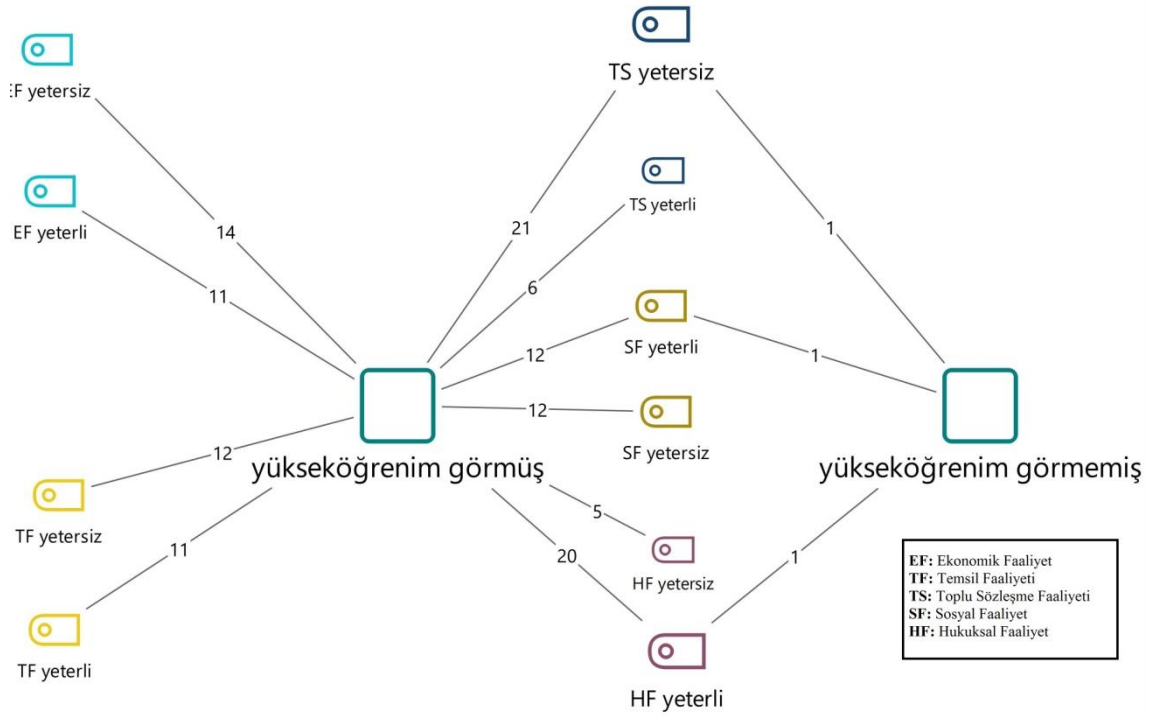 TS yetersiz
EF yetersiz
TS yeterli
EF yeterli
14
21
1
11
6
SF yeterli
12
1
12
SF yetersiz
yükseköğrenim görmüş
yükseköğrenim görmemiş
12
TF yetersiz
5
11
20
1
HF yetersiz
TF yeterli
HF yeterli
EF: Ekonomik Faaliyet
TF: Temsil Faaliyeti
TS: Toplu Sözleşme Faaliyeti
SF: Sosyal Faaliyet
HF: Hukuksal Faaliyet